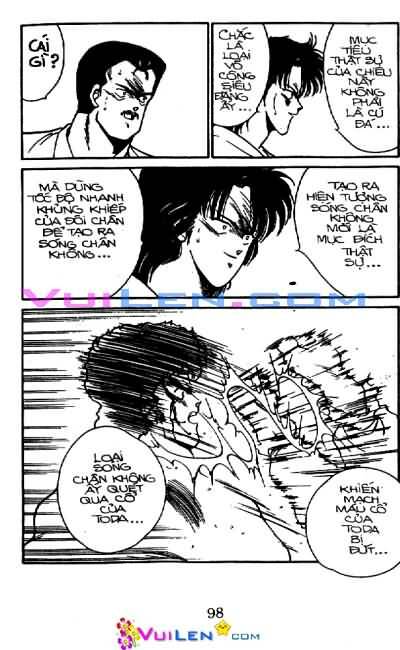 CÁI
GÌ?
CHẮC
LÀ
LOẠI
VÕ
CÔNG
SIÊU
ĐẲNG
ẤY...
MỤC
TIÊU
THẬT SỰ
CỦA CHIÊU
NÀY
KHÔNG
PHẢI
LÀ CÚ
ĐÁ...
MÀ DÙNG
TỐC ĐỘ NHANH
KHỦNG KHIẾP
CỦA ĐÔI CHÂN
ĐỂ TẠO RA
SÓNG CHÂN
KHÔNG...
TẠO RA
HIỆN TƯỢNG
SÓNG CHÂN
KHÔNG
MỚI LÀ
MỤC ĐÍCH
THẬT
SỰ...
VuiLen.com
LOẠI
SÓNG
CHÂN KHÔNG
ẤY QUÉT
QUA CỔ
CỦA
TODA...
KHIẾN
MẠCH
MÁU CỔ
CỦA
TODA
BỊ
ĐỨT...
98
VuiLen.com